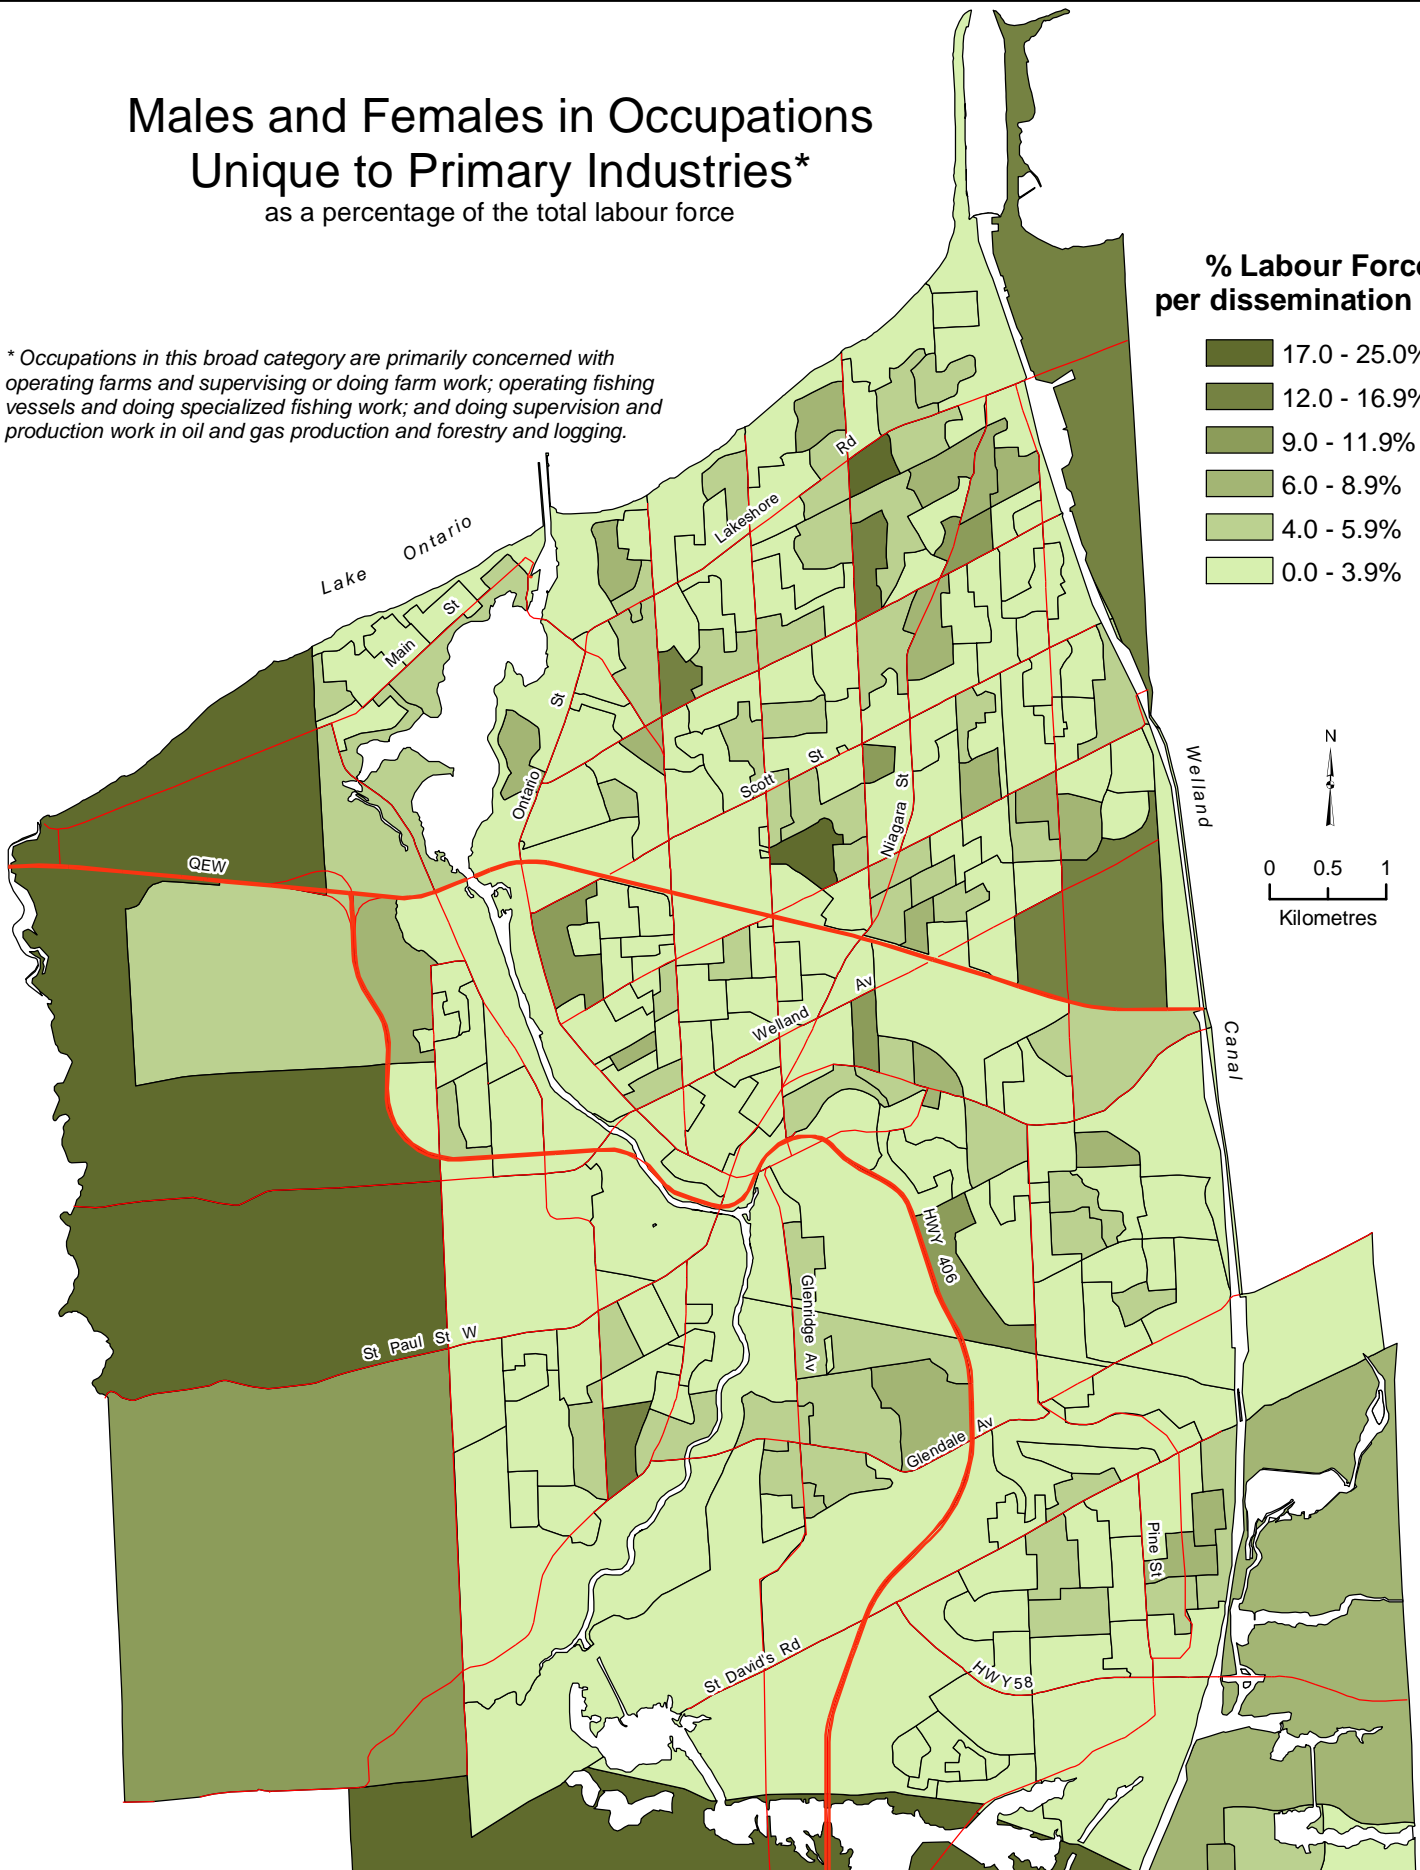 Males and Females in Occupations
Unique to Primary Industries*
as a percentage of the total labour force
% Labour Force
per dissemination
17.0 - 25.0%
12.0 - 16.9%
9.0 - 11.9%
6.0 - 8.9%
4.0 - 5.9%
0.0 - 3.9%
* Occupations in this broad category are primarily concerned with
operating farms and supervising or doing farm work; operating fishing
vessels and doing specialized fishing work; and doing supervision and
production work in oil and gas production and forestry and logging.
Lake Ontario
Main St
Lakeshore Rd
Ontario St
Scott St
Niagara St
Welland Canal
N
0 0.5 1
Kilometres
QEW
Welland Av
HWY 406
Glenridge Av
St Paul St W
Glendale Av
Pine St
St David's Rd
HWY58